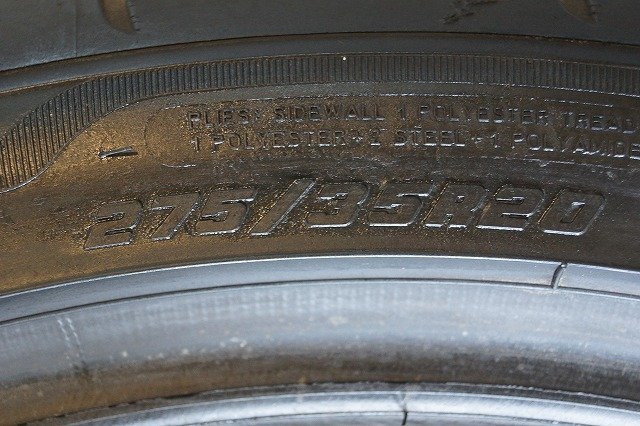 PLIES: SIDEWALL 1 POLYESTER TREAD
1 POLYESTER+2 STEEL+1 POLYAMIDE
275/35R20